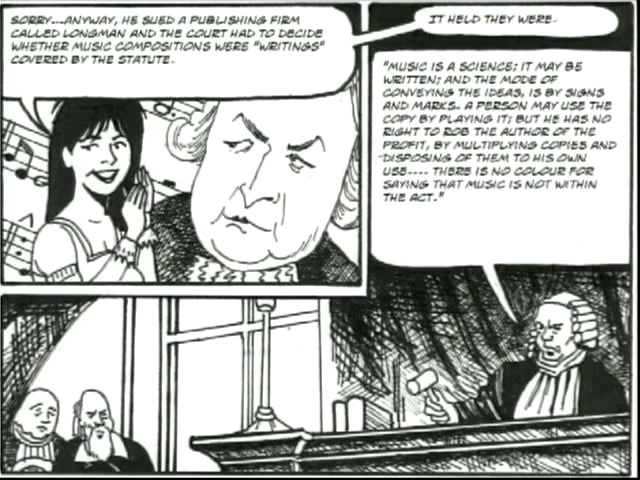 SORRY...ANYWAY, HE SUED A PUBLISHING FIRM
CALLED LONGMAN AND THE COURT HAD TO DECIDE
WHETHER MUSIC COMPOSITIONS WERE "WRITINGS"
COVERED BY THE STATUTE.
IT HELD THEY WERE.
"MUSIC IS A SCIENCE; IT MAY BE
WRITTEN; AND THE MODE OF
CONVEYING THE IDEAS, IS BY SIGNS
AND MARKS. A PERSON MAY USE THE
COPY BY PLAYING IT; BUT HE HAS NO
RIGHT TO ROB THE AUTHOR OF THE
PROFIT, BY MULTIPLYING COPIES AND
DISPOSING OF THEM TO HIS OWN
USE.... THERE IS NO COLOUR FOR
SAYING THAT MUSIC IS NOT WITHIN
THE ACT."